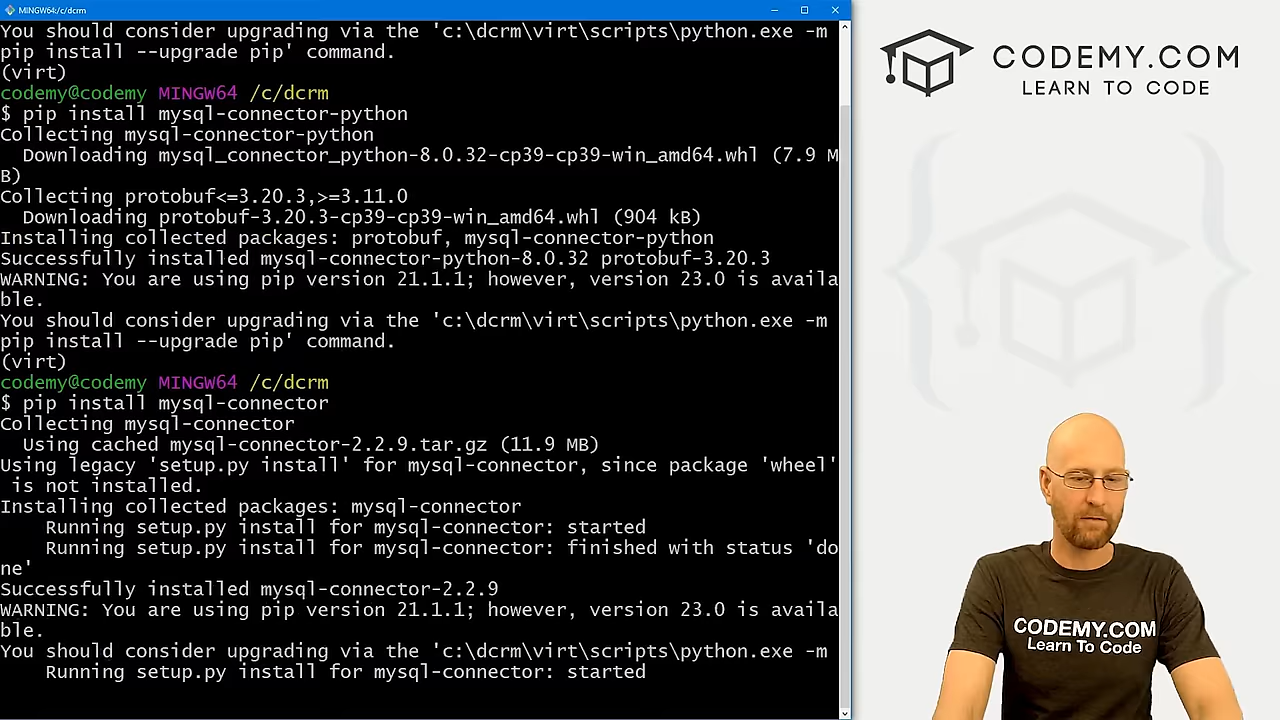 MINGW64:/c/dcrm
You should consider upgrading via the 'c:\dcrm\virt\scripts\python.exe -m
pip install --upgrade pip' command.
(virt)
codemy@codemy MINGW64 /c/dcrm
$ pip install mysql-connector-python
Collecting mysql-connector-python
  Downloading mysql_connector_python-8.0.32-cp39-cp39-win_amd64.whl (7.9 M
B)
Collecting protobuf<=3.20.3,>=3.11.0
  Downloading protobuf-3.20.3-cp39-cp39-win_amd64.whl (904 kB)
Installing collected packages: protobuf, mysql-connector-python
Successfully installed mysql-connector-python-8.0.32 protobuf-3.20.3
WARNING: You are using pip version 21.1.1; however, version 23.0 is availa
ble.
You should consider upgrading via the 'c:\dcrm\virt\scripts\python.exe -m
pip install --upgrade pip' command.
(virt)
codemy@codemy MINGW64 /c/dcrm
$ pip install mysql-connector
Collecting mysql-connector
  Using cached mysql-connector-2.2.9.tar.gz (11.9 MB)
Using legacy 'setup.py install' for mysql-connector, since package 'wheel'
 is not installed.
Installing collected packages: mysql-connector
    Running setup.py install for mysql-connector: started
    Running setup.py install for mysql-connector: finished with status 'do
ne'
Successfully installed mysql-connector-2.2.9
WARNING: You are using pip version 21.1.1; however, version 23.0 is availa
ble.
You should consider upgrading via the 'c:\dcrm\virt\scripts\python.exe -m
    Running setup.py install for mysql-connector: started
CODEMY.COM
LEARN TO CODE
CODEMY.COM
Learn To Code